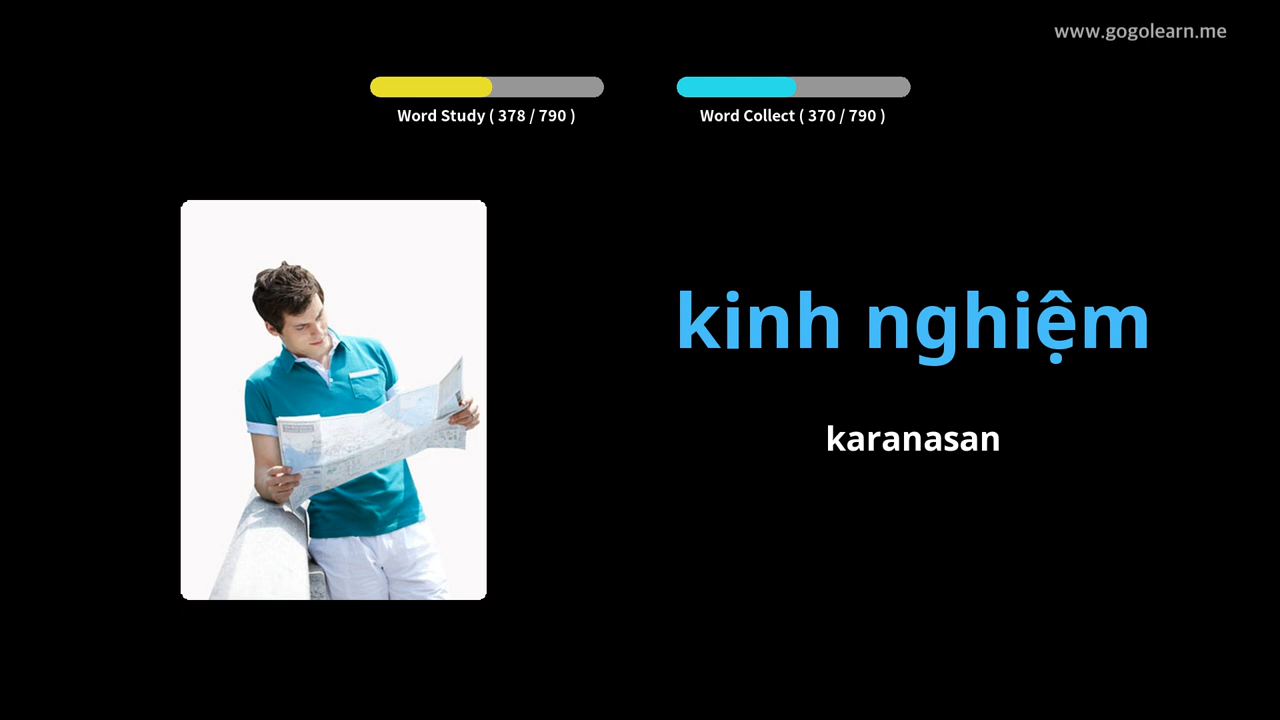 www.gogolearn.me
Word Study ( 378 / 790 )
Word Collect ( 370 / 790 )
kinh nghiệm
karanasan